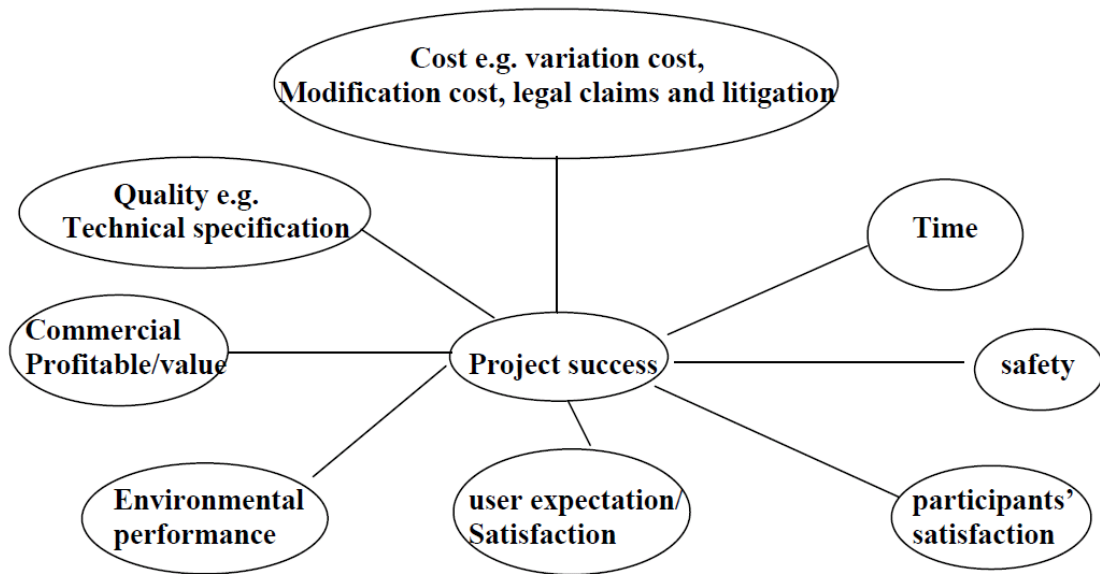 Cost e.g. variation cost,
Modification cost, legal claims and litigation
Quality e.g.
Technical specification
Time
Commercial
Profitable/value
Project success
safety
Environmental
performance
user expectation/
Satisfaction
participants’
satisfaction